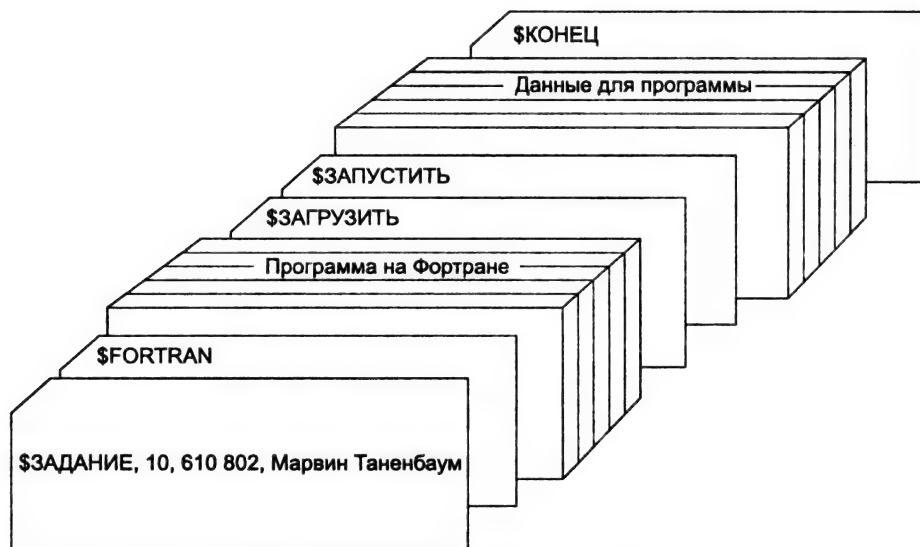 $КОНЕЦ
Данные для программы
$ЗАПУСТИТЬ
$ЗАГРУЗИТЬ
Программа на Фортране
$FORTRAN
$ЗАДАНИЕ, 10, 610 802, Марвин Таненбаум